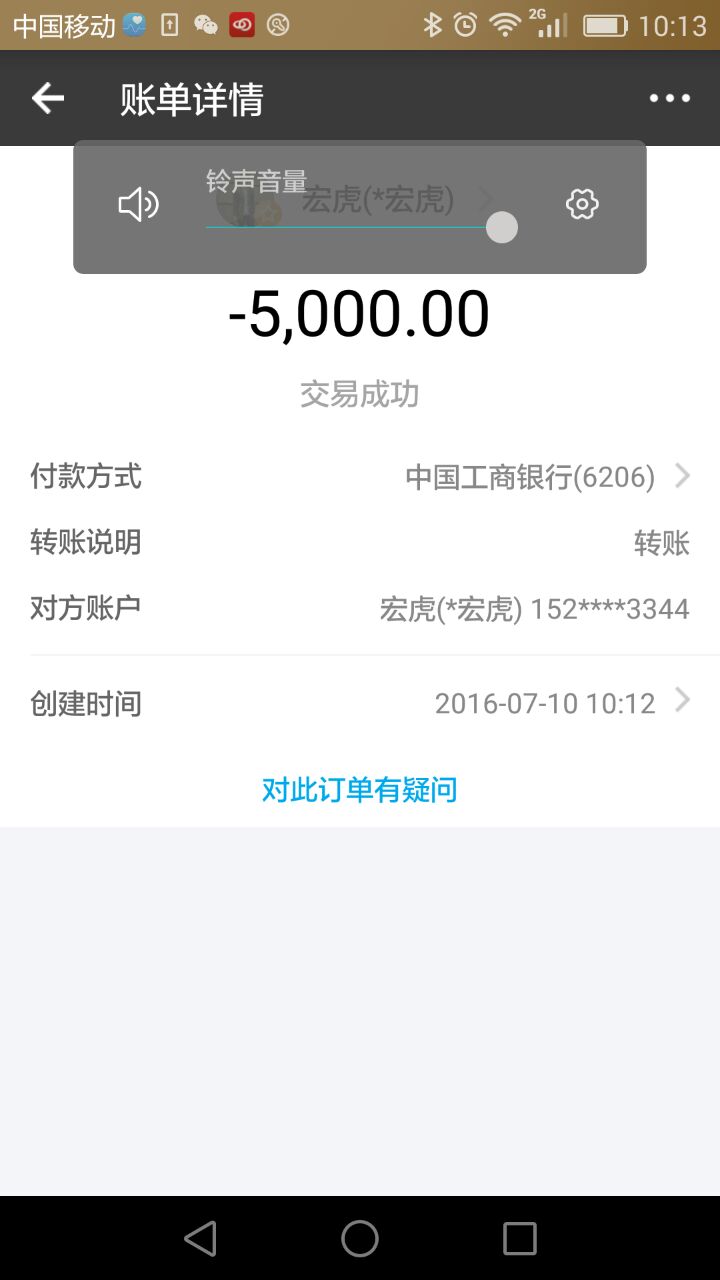 中国移动 2G 10:13
账单详情
铃声音量
宏虎(*宏虎)
-5,000.00
交易成功
付款方式 中国工商银行(6206)
转账说明 转账
对方账户 宏虎(*宏虎) 152****3344
创建时间 2016-07-10 10:12
对此订单有疑问